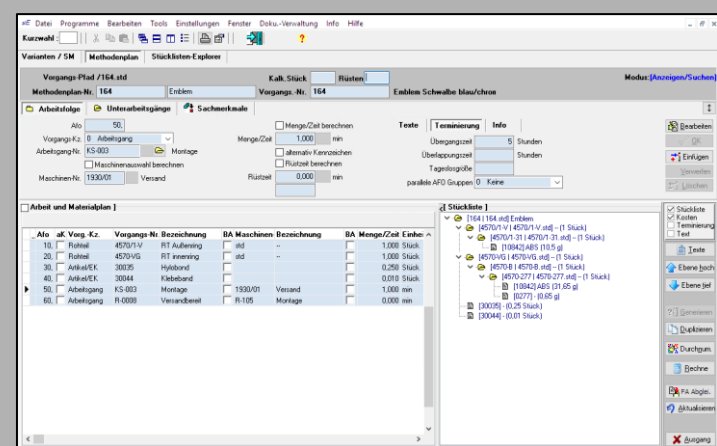 Datei Programme Bearbeiten Tools Einstellungen Fenster Doku.-Verwaltung Info Hilfe
Kurzwahl :
Varianten / SM Methodenplan Stücklisten-Explorer
Vorgangs-Pfad /164.std Kalk.Stück Rüsten Modus:(Anzeigen/Suchen)
Methodenplan-Nr. 164 Emblem Vorgangs.-Nr. 164 Emblem Schwalbe blau/chron
Arbeitsfolge Unterarbeitsgänge Sachmerkmale
Afo 50, Menge/Zeit berechnen Texte Terminierung Info
Vorgangs-Kz. 0 Arbeitsgang Menge/Zeit 1,000 min Übergangszeit 5 Stunden
Arbeitsgang-Nr. KS-003 Montage alternativ Kennzeichen Überlappungszeit Stunden
Maschinenauswahl berechnen Rüstzeit berechnen Tageslosgröße
Maschinen-Nr. 1930/01 Versand Rüstzeit 0,000 min parallele AFO Gruppen 0 Keine
Bearbeiten
OK
Einfügen
Verwerfen
Löschen
Arbeit und Materialplan ]
Afo aK Vorg.-Kz. Vorgangs-Nr. Bezeichnung BA Maschinen Bezeichnung BA Menge/Zeit Einhei
10, Rohteil 4570/1-V RT Außenring std -- 1,000 Stück
20, Rohteil 4570-VG RT innenring std -- 1,000 Stück
30, Artikel/EK 30035 Hylobond 0,250 Stück
40, Artikel/EK 30044 Klebeband 0,010 Stück
50, Arbeitsgang KS-003 Montage 1930/01 Versand 1,000 min
60, Arbeitsgang R-0008 Versandbereit R-105 Montage 0,000 min
[ Stückliste ]
[164 | 164.std] Emblem
[4570/1-V | 4570/1-V.std] - (1 Stück)
[4570/1-31 | 4570/1-31.std] - (1 Stück)
[10842] ABS (10,5 g)
[4570-VG | 4570-VG.std] - (1 Stück)
[4570-B | 4570-B.std] - (1 Stück)
[4570-277 | 4570-277.std] - (1 Stück)
[10842] ABS (31,65 g)
[0277] - (0,65 g)
[30035] - (0,25 Stück)
[30044] - (0,01 Stück)
Stückliste
Kosten
Terminierung
Text
Texte
Ebene hoch
Ebene tief
Generieren
Duplizieren
Durchgum.
Rechne
FA Abglei.
Aktualisieren
Ausgang